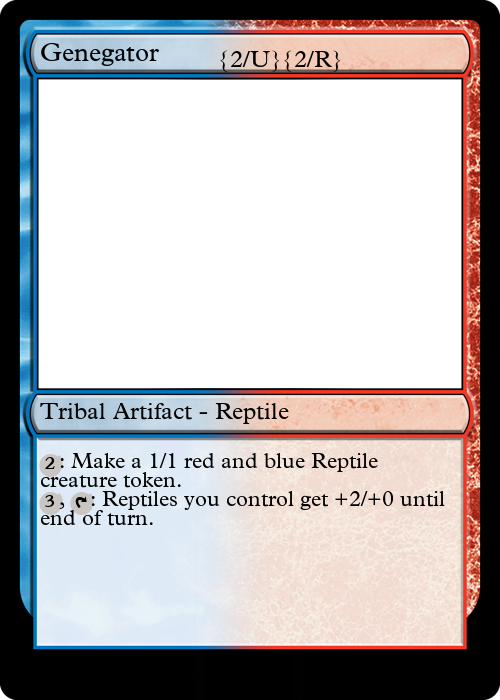 Genegator {2/U}{2/R}
Tribal Artifact - Reptile
2: Make a 1/1 red and blue Reptile
creature token.
3, : Reptiles you control get +2/+0 until
end of turn.